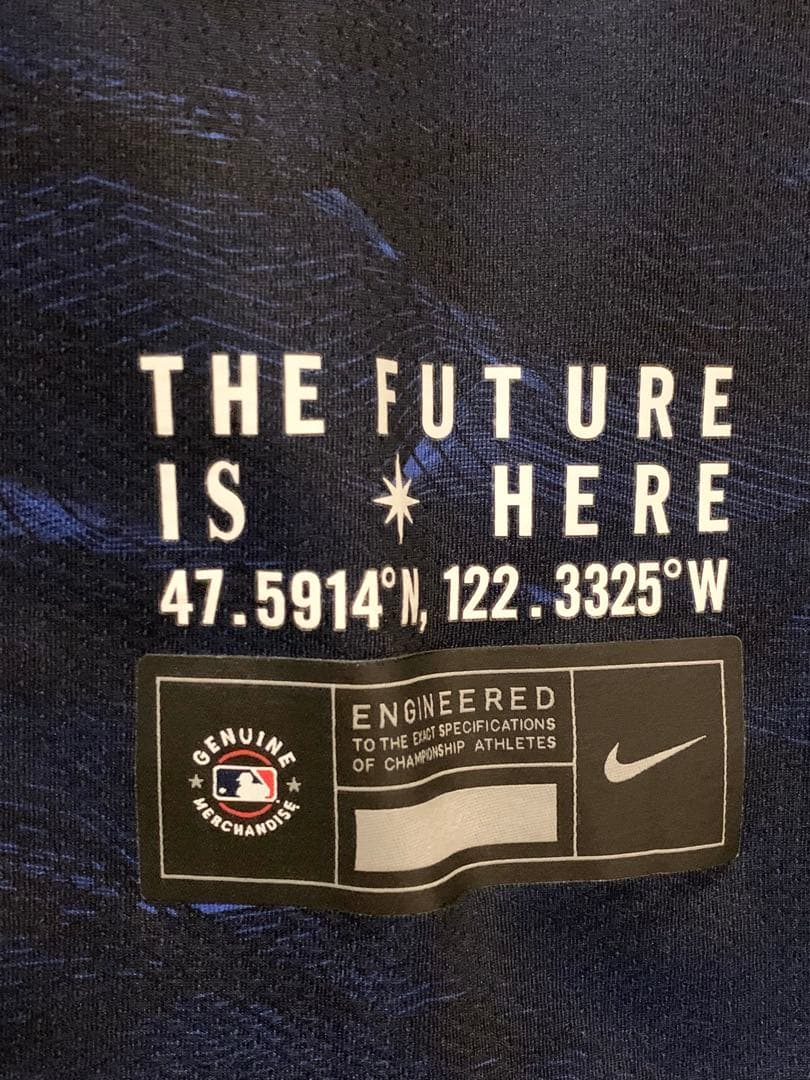 THE FUTURE
IS HERE
47.5914°N, 122.3325°W
ENGINEERED
TO THE EXACT SPECIFICATIONS
OF CHAMPIONSHIP ATHLETES
GENUINE
MERCHANDISE